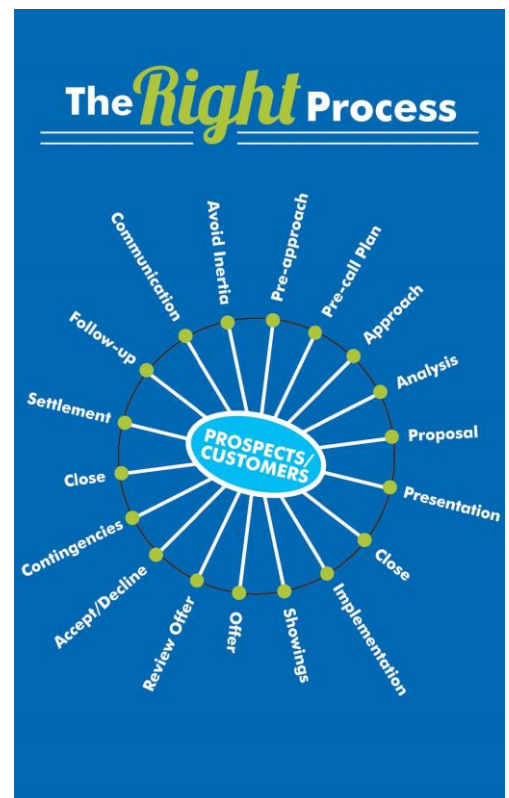 The Right Process
Pre-approach
Pre-call Plan
Approach
Analysis
Proposal
Presentation
Close
Implementation
Showings
Offer
Review Offer
Accept/Decline
Contingencies
Close
Settlement
Follow-up
Communication
Avoid Inertia
PROSPECTS/
CUSTOMERS